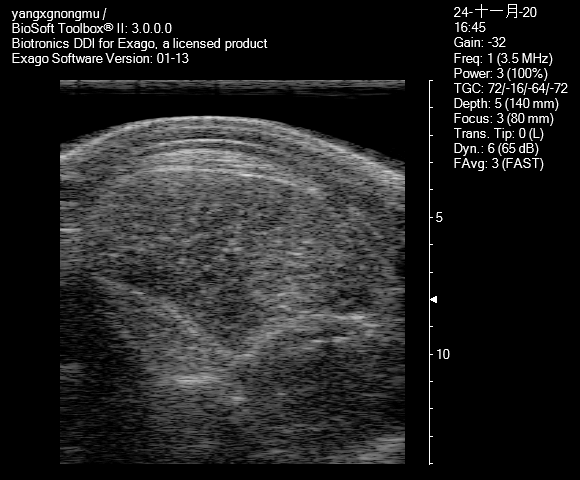 yangxgnongmu /
BioSoft Toolbox® II: 3.0.0.0
Biotronics DDI for Exago, a licensed product
Exago Software Version: 01-13
24-十一月-20
16:45
Gain: -32
Freq: 1 (3.5 MHz)
Power: 3 (100%)
TGC: 72/-16/-64/-72
Depth: 5 (140 mm)
Focus: 3 (80 mm)
Trans. Tip: 0 (L)
Dyn.: 6 (65 dB)
FAvg: 3 (FAST)
5
10